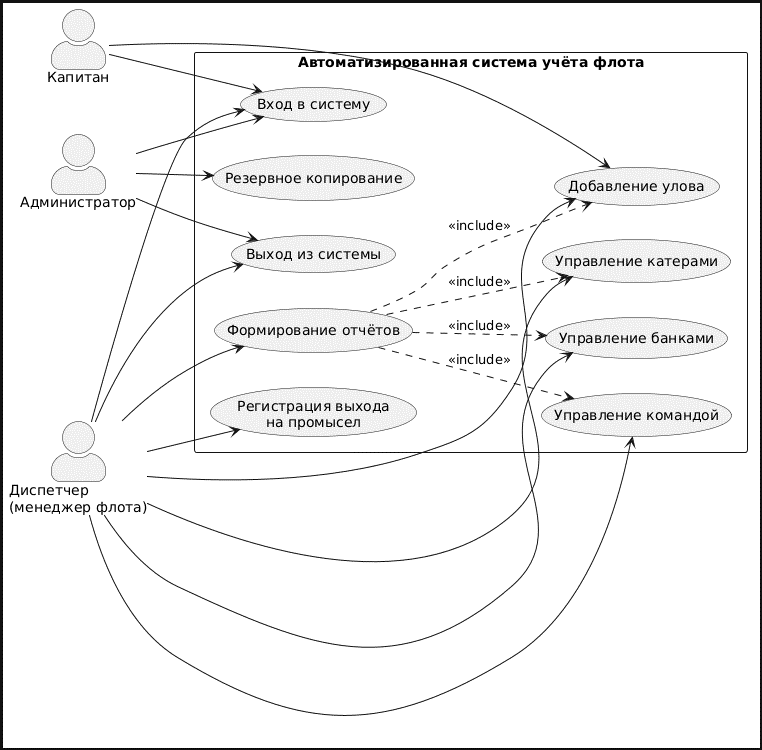 Капитан
Администратор
Диспетчер
(менеджер флота)
Автоматизированная система учёта флота
Вход в систему
Резервное копирование
Выход из системы
Формирование отчётов
Регистрация выхода
на промысел
«include»
«include»
«include»
«include»
Добавление улова
Управление катерами
Управление банками
Управление командой